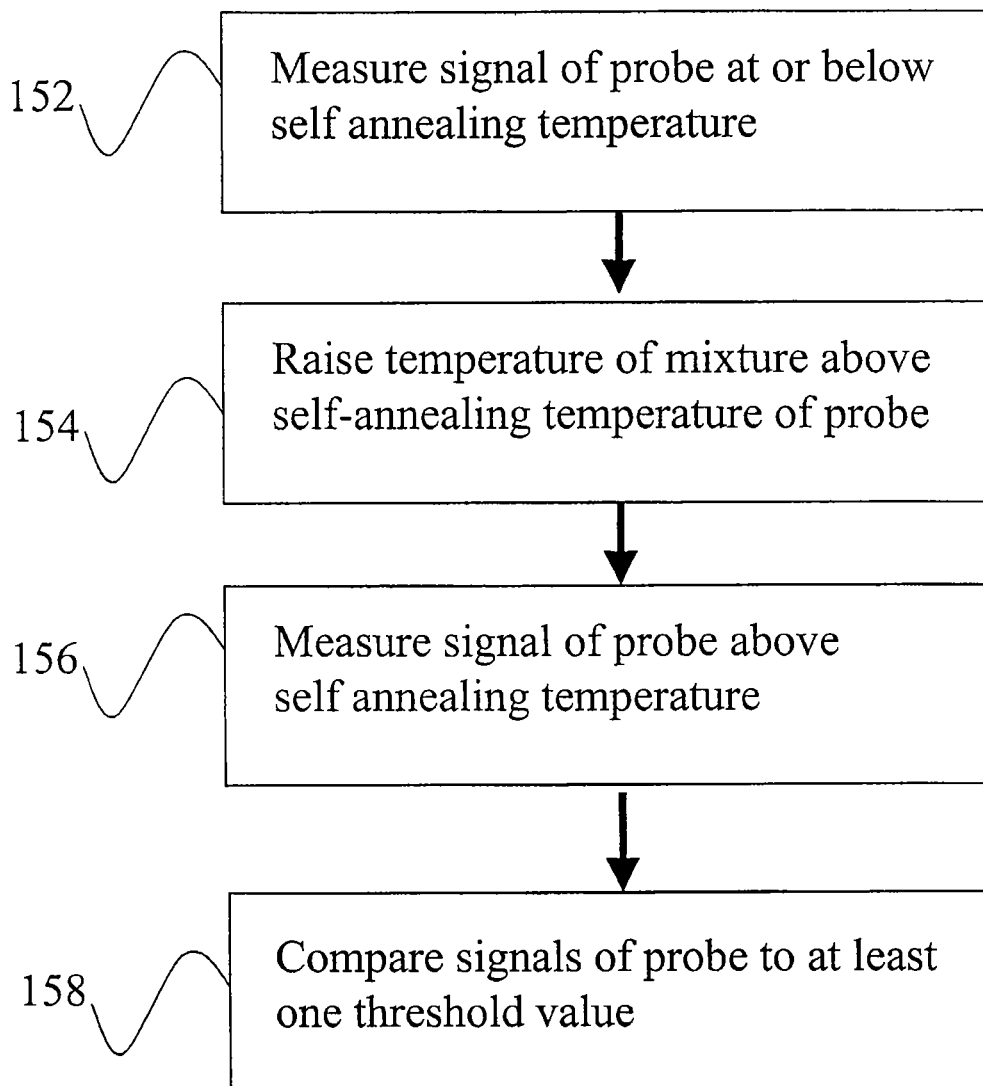 152
Measure signal of probe at or below
self annealing temperature
154
Raise temperature of mixture above
self-annealing temperature of probe
156
Measure signal of probe above
self annealing temperature
158
Compare signals of probe to at least
one threshold value